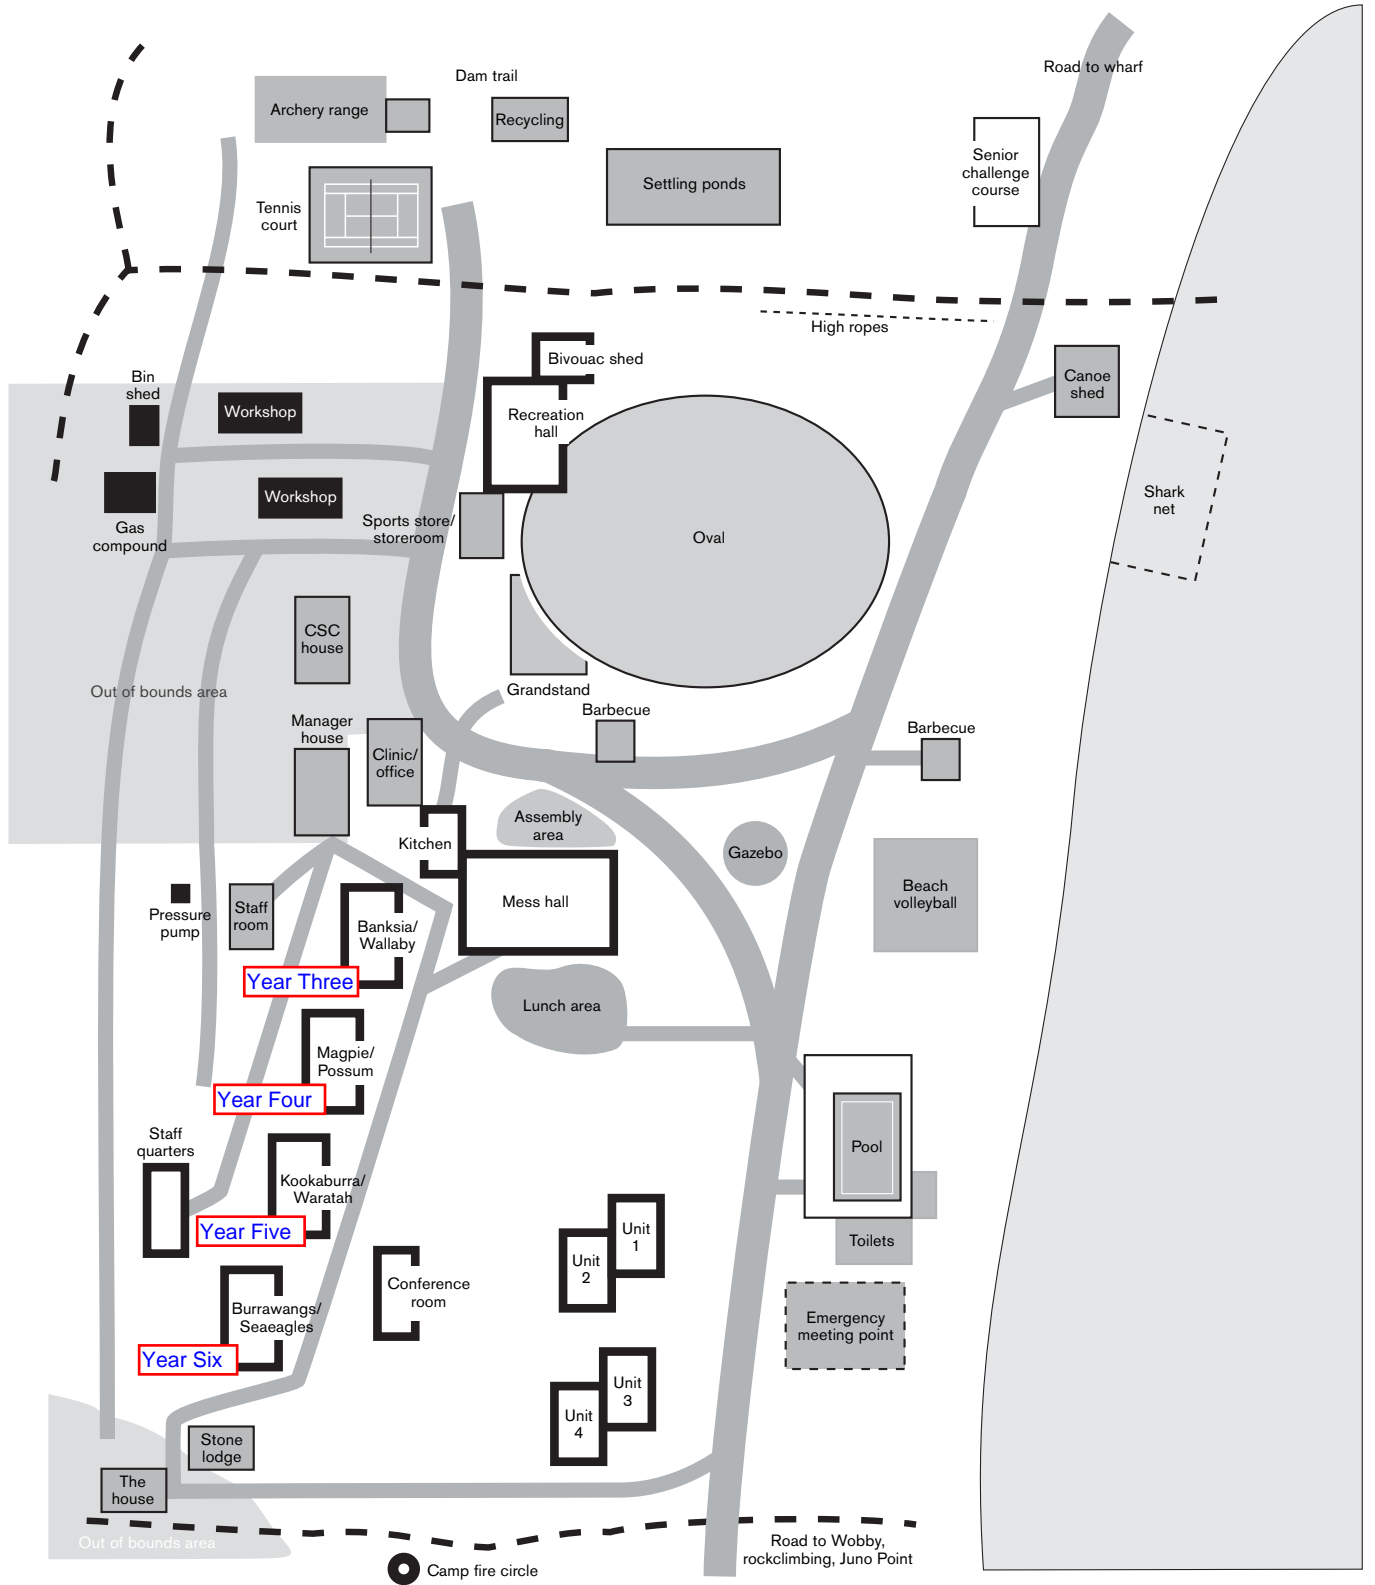 Road to wharf
Dam trail
Archery range
Recycling
Senior
challenge
course
Settling ponds
Tennis
court
High ropes
Bivouac shed
Canoe
shed
Bin
shed
Workshop
Recreation
hall
Workshop
Shark
net
Gas
compound
Sports store/
storeroom
Oval
CSC
house
Out of bounds area
Grandstand
Barbecue
Manager
house
Barbecue
Clinic/
office
Assembly
area
Kitchen
Gazebo
Mess hall
Beach
volleyball
Staff
room
Pressure
pump
Banksia/
Wallaby
Year Three
Lunch area
Magpie/
Possum
Year Four
Staff
quarters
Pool
Kookaburra/
Waratah
Year Five
Unit
1
Unit
2
Toilets
Conference
room
Burrawangs/
Seaeagles
Emergency
meeting point
Year Six
Unit
3
Unit
4
Stone
lodge
The
house
Out of bounds area
Road to Wobby,
rockclimbing, Juno Point
Camp fire circle